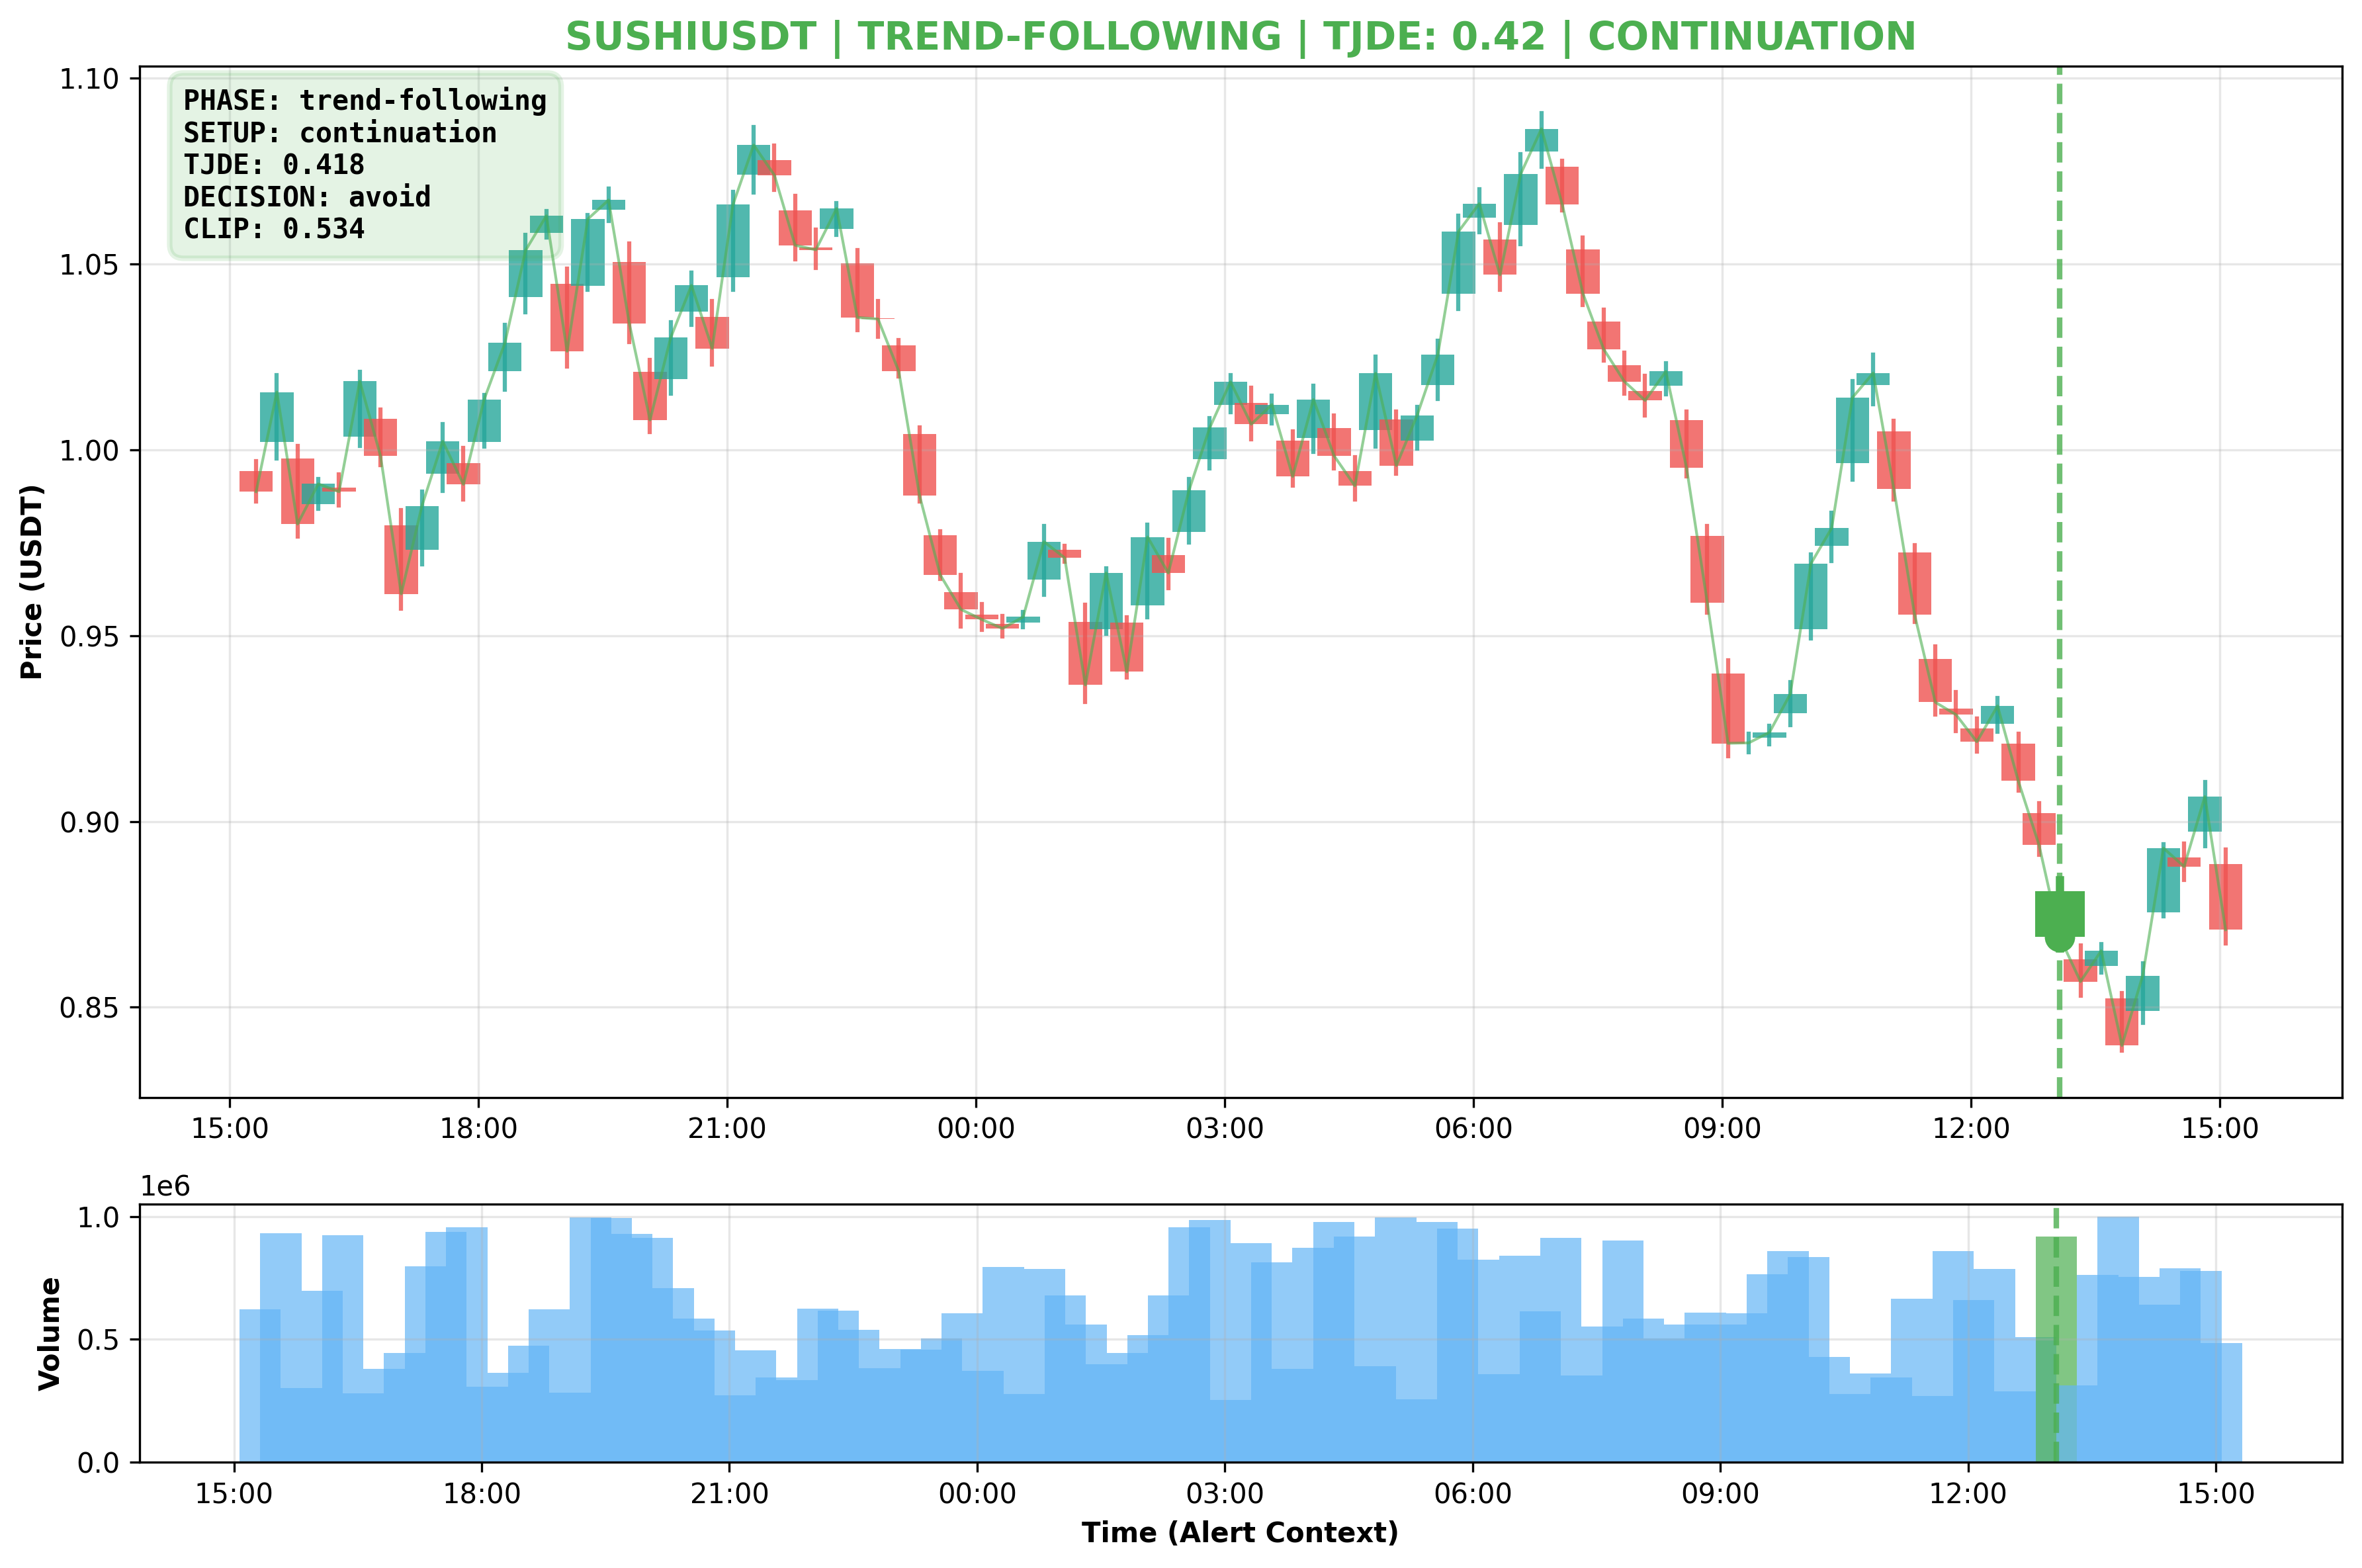 SUSHIUSDT | TREND-FOLLOWING | TJDE: 0.42 | CONTINUATION
PHASE: trend-following
SETUP: continuation
TJDE: 0.418
DECISION: avoid
CLIP: 0.534
Price (USDT)
1.10
1.05
1.00
0.95
0.90
0.85
15:00 18:00 21:00 00:00 03:00 06:00 09:00 12:00 15:00
1e6
Volume
1.0
0.5
0.0
15:00 18:00 21:00 00:00 03:00 06:00 09:00 12:00 15:00
Time (Alert Context)